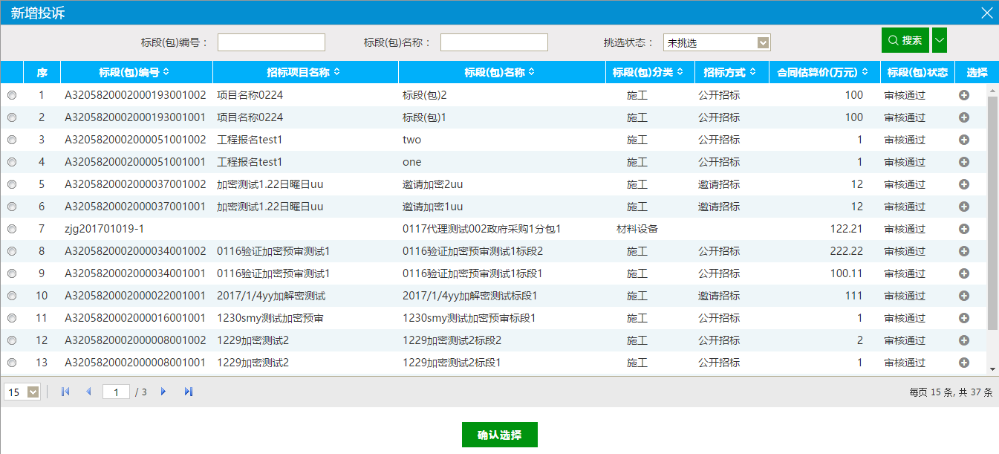 新增投诉
标段(包)编号： 标段(包)名称： 挑选状态： 未挑选 搜索
序 标段(包)编号 招标项目名称 标段(包)名称 标段(包)分类 招标方式 合同估算价(万元) 标段(包)状态 选择
1 A3205820002000193001002 项目名称0224 标段(包)2 施工 公开招标 100 审核通过
2 A3205820002000193001001 项目名称0224 标段(包)1 施工 公开招标 100 审核通过
3 A3205820002000051001002 工程报名test1 two 施工 公开招标 1 审核通过
4 A3205820002000051001001 工程报名test1 one 施工 公开招标 1 审核通过
5 A3205820002000037001002 加密测试1.22日曜日uu 邀请加密2uu 施工 邀请招标 12 审核通过
6 A3205820002000037001001 加密测试1.22日曜日uu 邀请加密1uu 施工 邀请招标 12 审核通过
7 zjg201701019-1 0117代理测试002政府采购1分包1 材料设备 122.21 审核通过
8 A3205820002000034001002 0116验证加密预审测试1 0116验证加密预审测试1标段2 施工 公开招标 222.22 审核通过
9 A3205820002000034001001 0116验证加密预审测试1 0116验证加密预审测试1标段1 施工 公开招标 100.11 审核通过
10 A3205820002000022001001 2017/1/4yy加解密测试 2017/1/4yy加解密测试标段1 施工 邀请招标 111 审核通过
11 A3205820002000016001001 1230smy测试加密预审 1230smy测试加密预审标段1 施工 公开招标 1 审核通过
12 A3205820002000008001002 1229加密测试2 1229加密测试2标段2 施工 公开招标 2 审核通过
13 A3205820002000008001001 1229加密测试2 1229加密测试2标段1 施工 公开招标 1 审核通过
15 1 / 3 每页 15 条, 共 37 条
确认选择